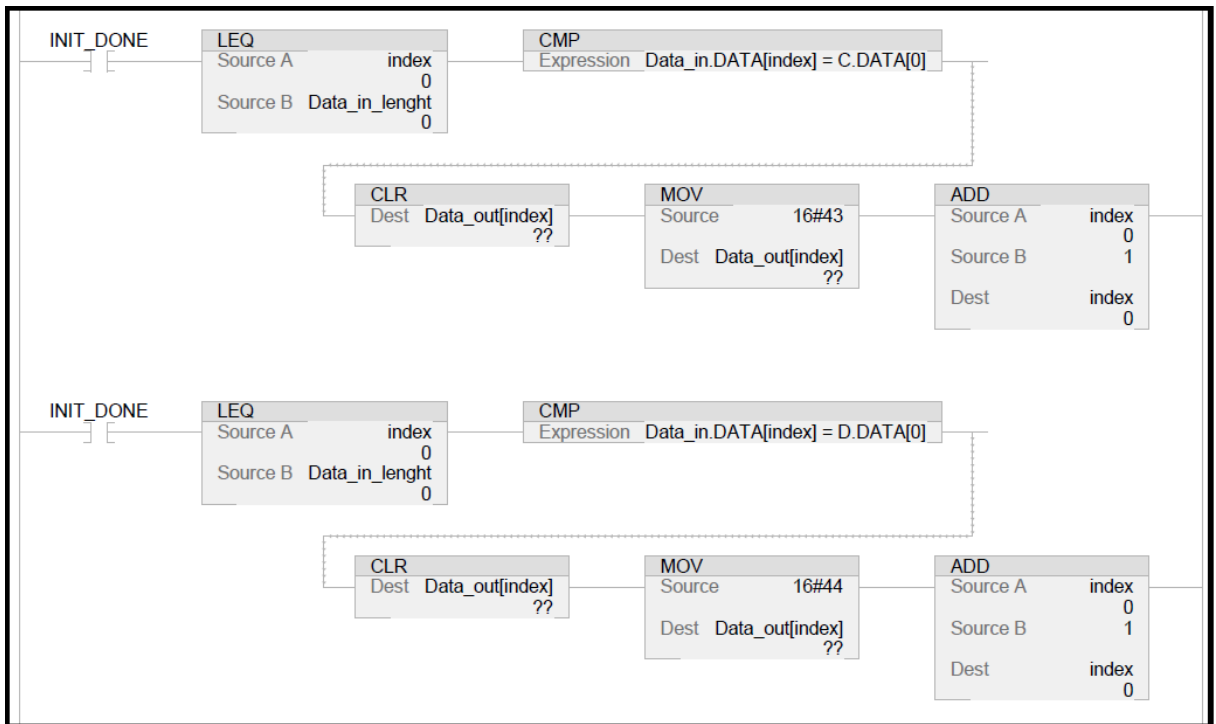 INIT_DONE
LEQ
Source A index
0
Source B Data_in_lenght
0
CMP
Expression Data_in.DATA[index] = C.DATA[0]
CLR
Dest Data_out[index]
??
MOV
Source 16#43
Dest Data_out[index]
??
ADD
Source A index
0
Source B 1
Dest index
0
INIT_DONE
LEQ
Source A index
0
Source B Data_in_lenght
0
CMP
Expression Data_in.DATA[index] = D.DATA[0]
CLR
Dest Data_out[index]
??
MOV
Source 16#44
Dest Data_out[index]
??
ADD
Source A index
0
Source B 1
Dest index
0